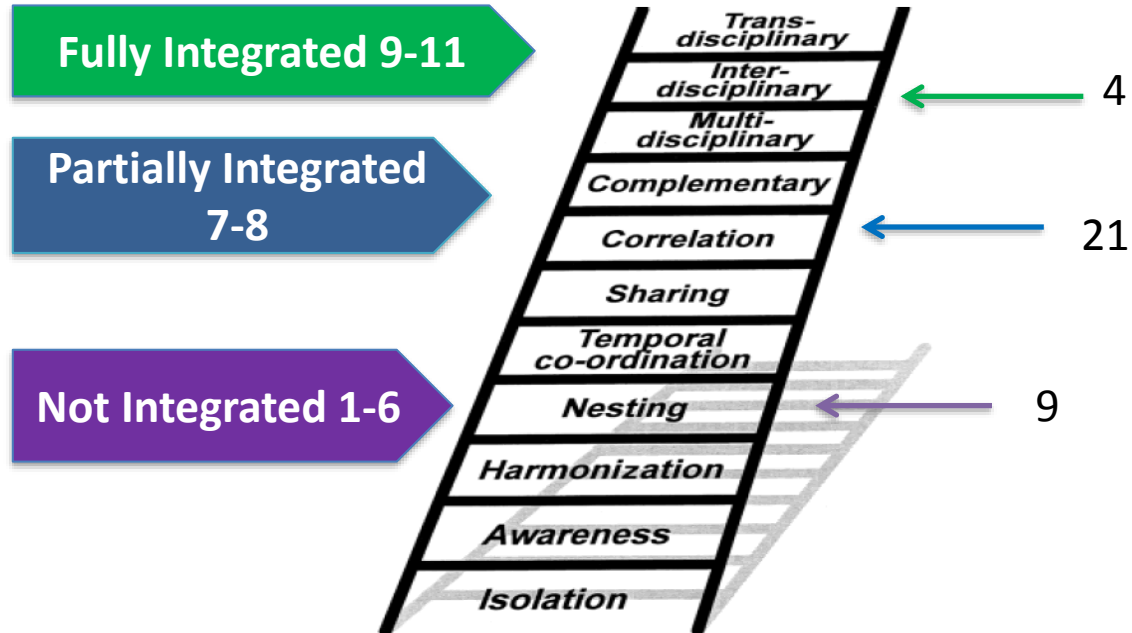 Fully Integrated 9-11
Partially Integrated
7-8
Not Integrated 1-6
Trans-
disciplinary
Inter-
disciplinary
Multi-
disciplinary
Complementary
Correlation
Sharing
Temporal
co-ordination
Nesting
Harmonization
Awareness
Isolation
4
21
9